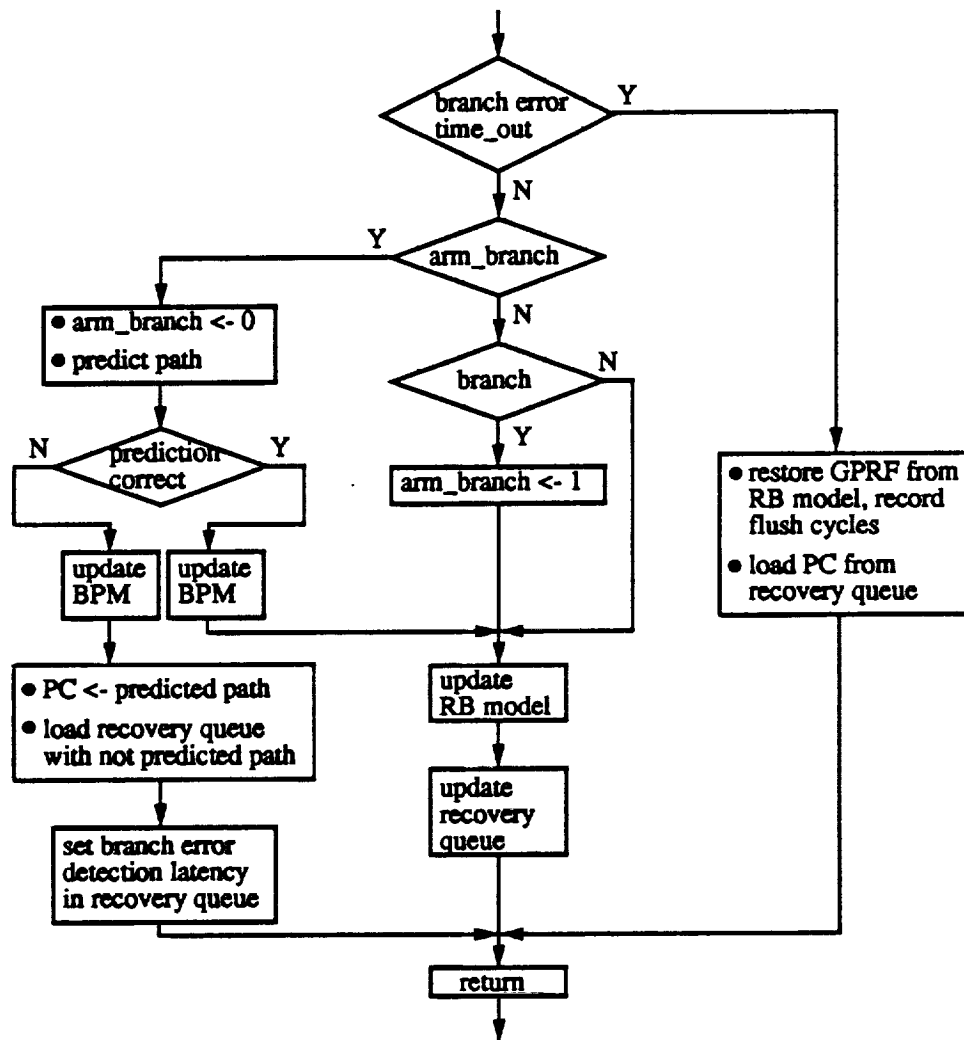 branch error
time_out
Y
N
arm_branch
Y
N
● arm_branch <- 0
● predict path
branch
N
Y
prediction
correct
N
Y
arm_branch <- 1
● restore GPRF from
RB model, record
flush cycles
● load PC from
recovery queue
update
BPM
update
BPM
● PC <- predicted path
● load recovery queue
with not predicted path
update
RB model
update
recovery
queue
set branch error
detection latency
in recovery queue
return